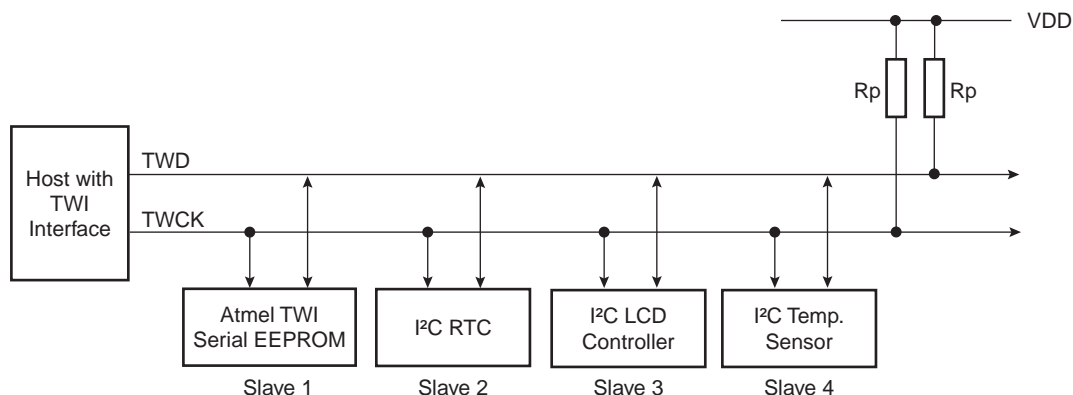 VDD
Rp
Rp
Host with
TWI
Interface
TWD
TWCK
Atmel TWI
Serial EEPROM
I²C RTC
I²C LCD
Controller
I²C Temp.
Sensor
Slave 1
Slave 2
Slave 3
Slave 4